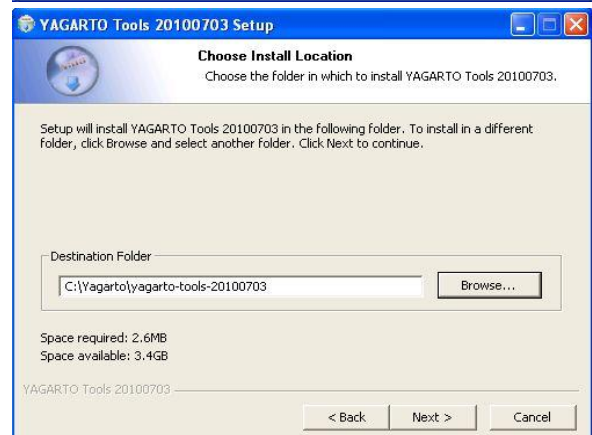 YAGARTO Tools 20100703 Setup
Choose Install Location
Choose the folder in which to install YAGARTO Tools 20100703.
Setup will install YAGARTO Tools 20100703 in the following folder. To install in a different
folder, click Browse and select another folder. Click Next to continue.
Destination Folder
C:\Yagarto\yagarto-tools-20100703
Browse...
Space required: 2.6MB
Space available: 3.4GB
YAGARTO Tools 20100703
< Back Next > Cancel